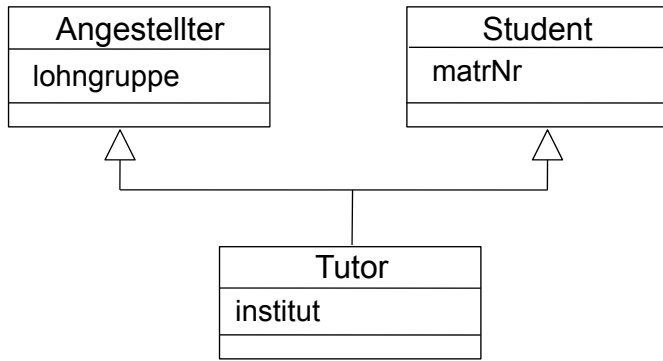 Angestellter
lohngruppe
Student
matrNr
Tutor
institut